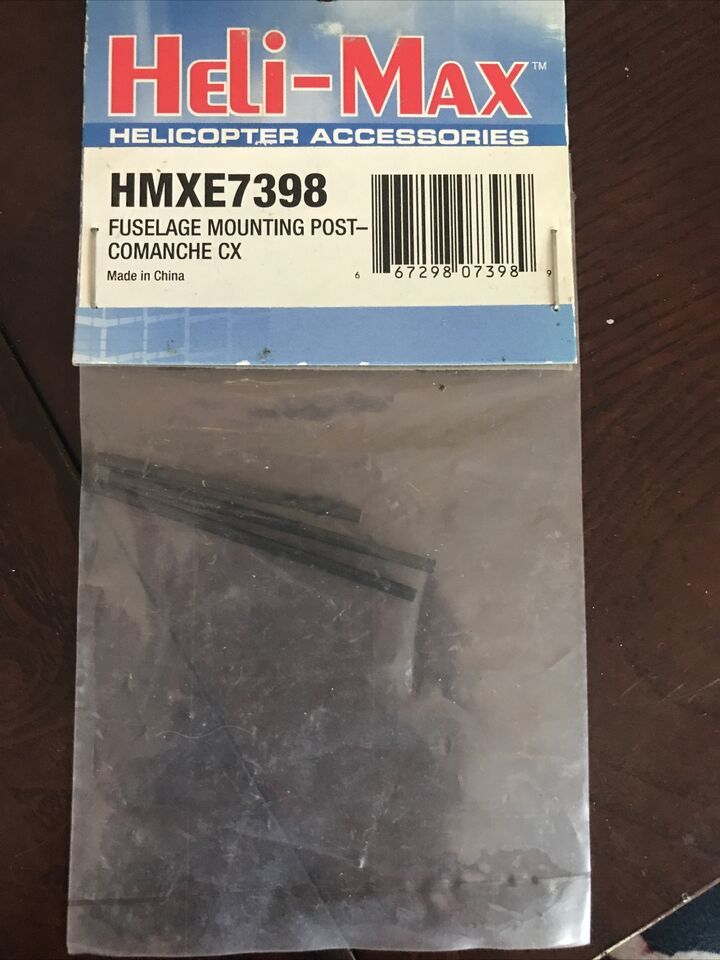 Heli-Max™
HELICOPTER ACCESSORIES
HMXE7398
FUSELAGE MOUNTING POST–
COMANCHE CX
Made in China
6 67298 07398 9